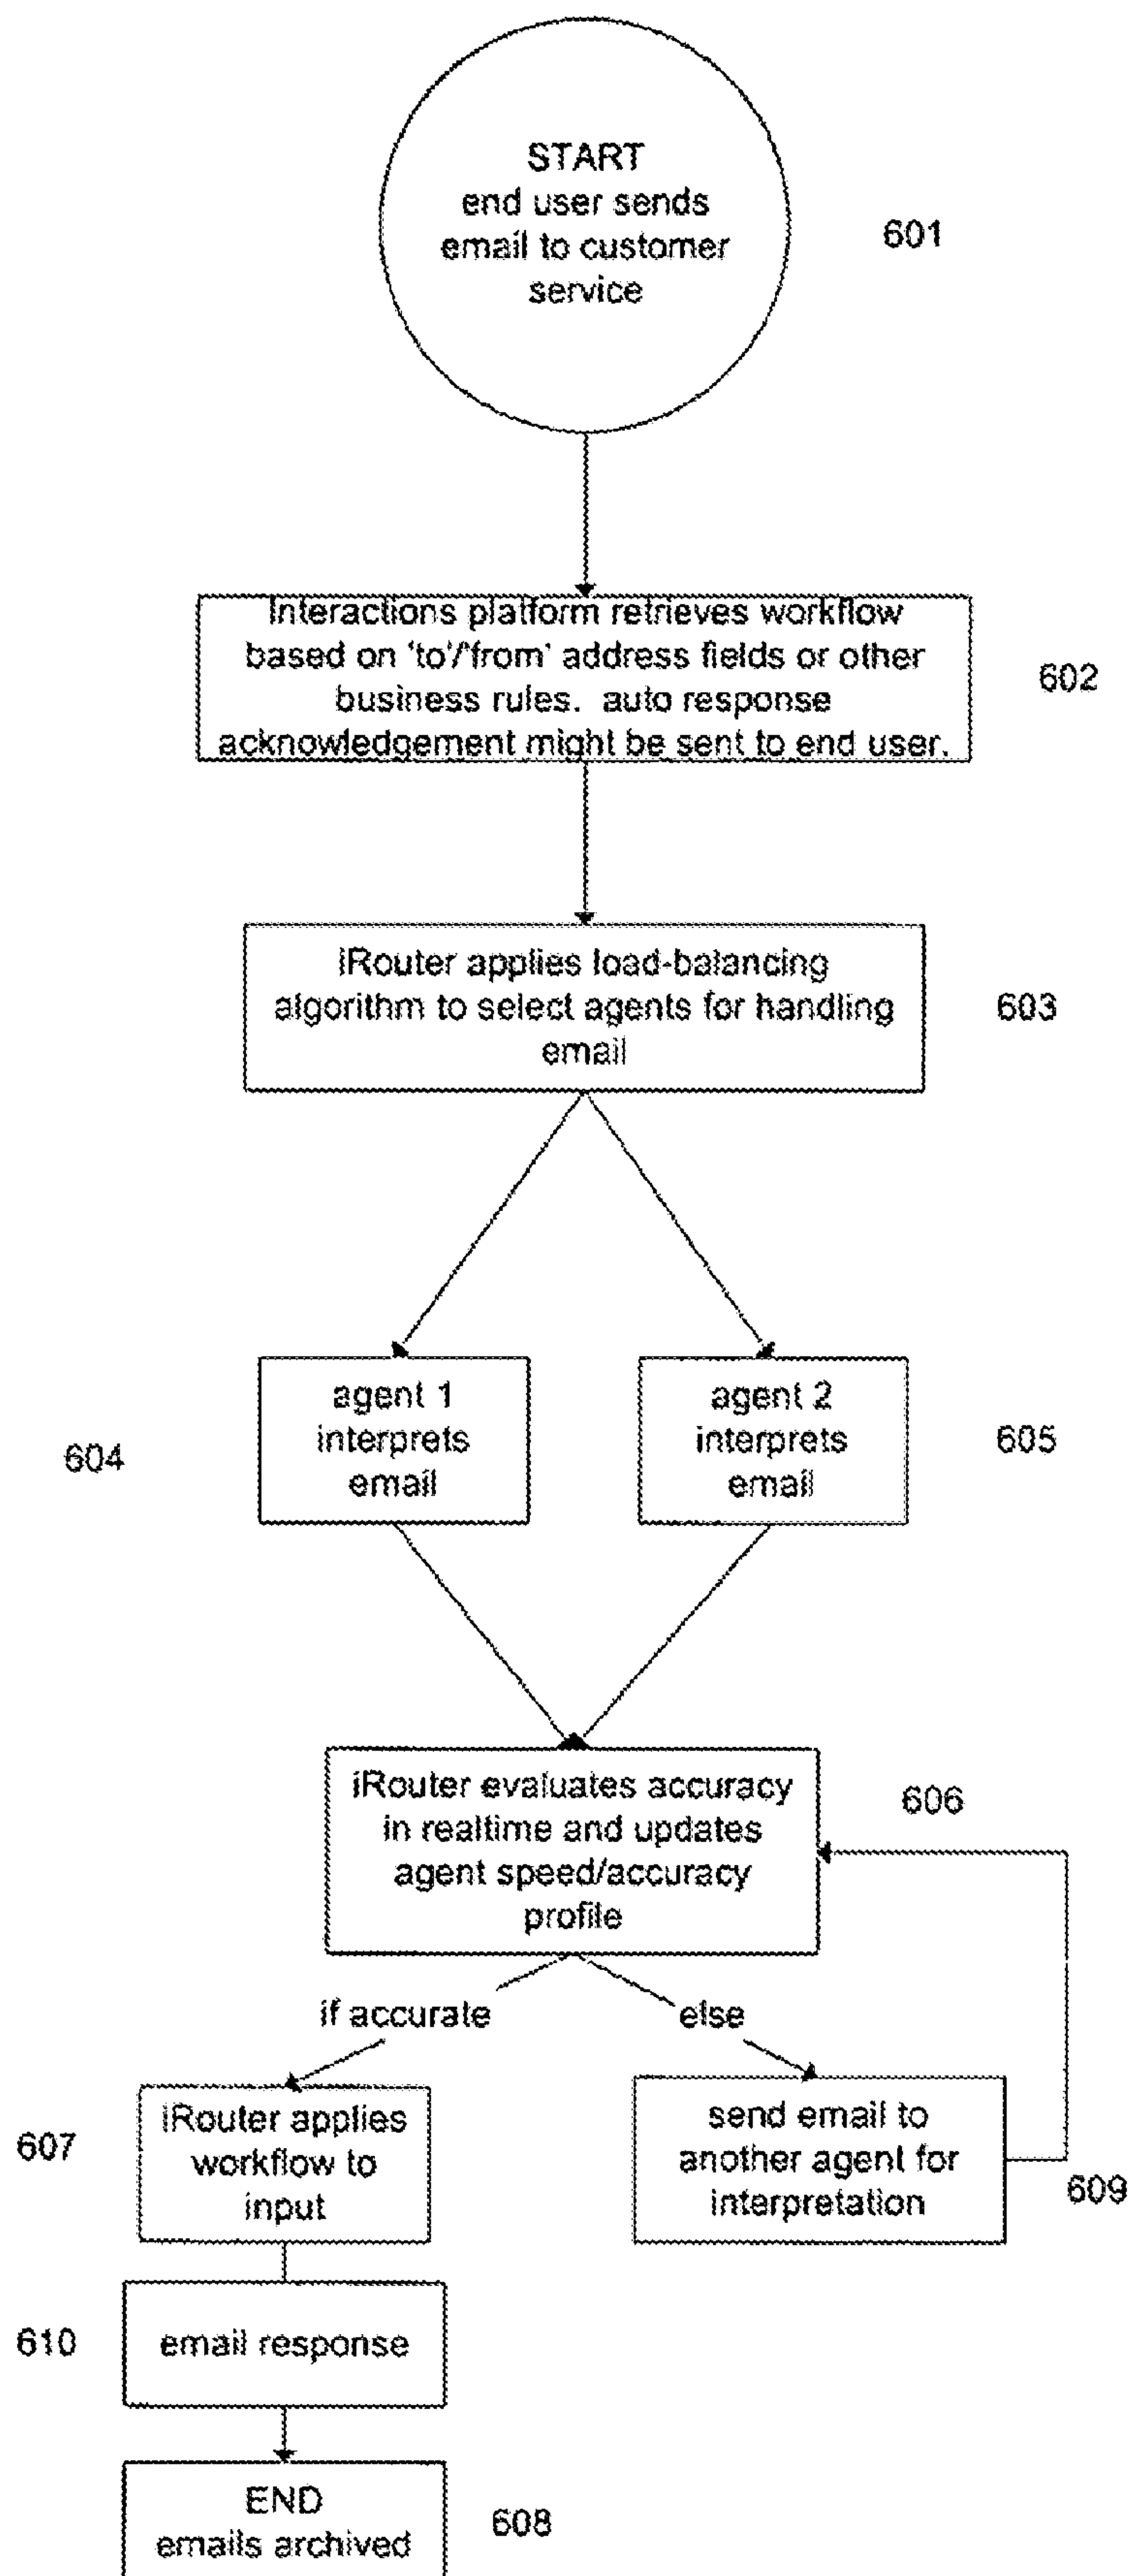 START
end user sends
email to customer
service
601
Interactions platform retrieves workflow
based on 'to'/'from' address fields or other
business rules. auto response
acknowledgement might be sent to end user.
602
iRouter applies load-balancing
algorithm to select agents for handling
email
603
agent 1
interprets
email
604
agent 2
interprets
email
605
iRouter evaluates accuracy
in realtime and updates
agent speed/accuracy
profile
606
if accurate
else
iRouter applies
workflow to
input
607
send email to
another agent for
interpretation
609
email response
610
END
emails archived
608